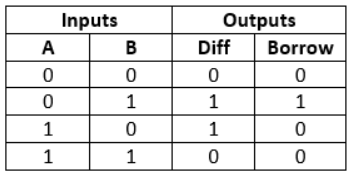 Inputs Outputs
A B Diff Borrow
0 0 0 0
0 1 1 1
1 0 1 0
1 1 0 0